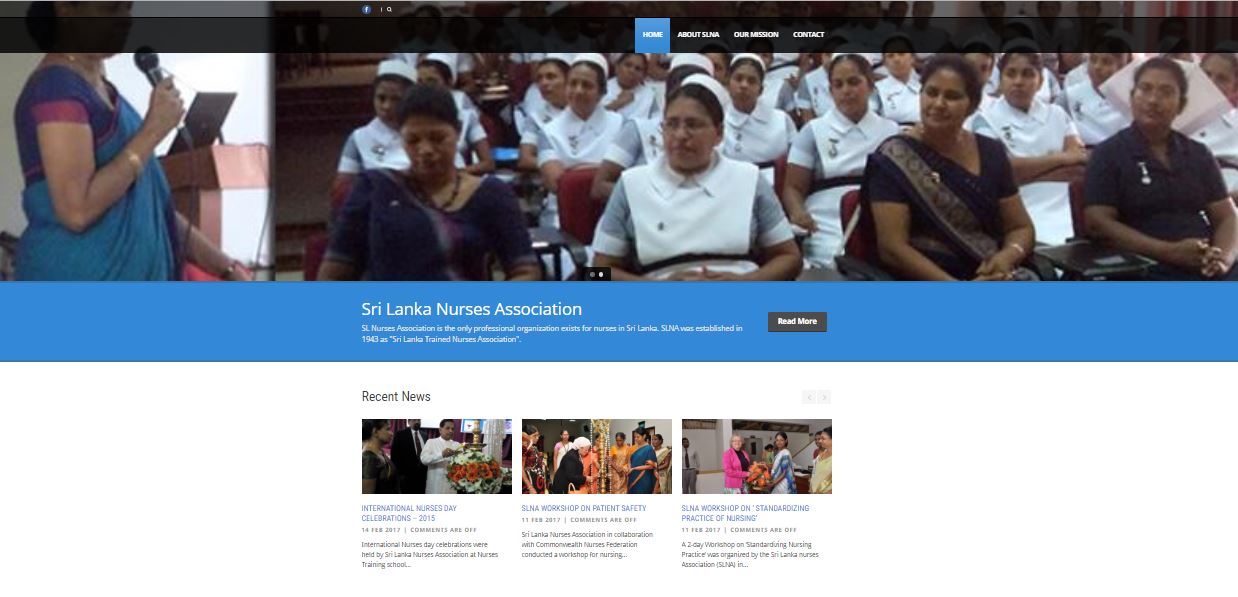 HOME ABOUT SLNA OUR MISSION CONTACT
Sri Lanka Nurses Association
SL Nurses Association is the only professional organization exists for nurses in Sri Lanka. SLNA was established in
1943 as "Sri Lanka Trained Nurses Association".
Read More
Recent News
INTERNATIONAL NURSES DAY
CELEBRATIONS – 2015
14 FEB 2017 | COMMENTS ARE OFF
International Nurses day celebrations were
held by Sri Lanka Nurses Association at Nurses
Training school...
SLNA WORKSHOP ON PATIENT SAFETY
11 FEB 2017 | COMMENTS ARE OFF
Sri Lanka Nurses Association in collaboration
with Commonwealth Nurses Federation
conducted a workshop for nursing...
SLNA WORKSHOP ON ' STANDARDIZING
PRACTICE OF NURSING'
11 FEB 2017 | COMMENTS ARE OFF
A 2-day Workshop on 'Standardizing Nursing
Practice' was organized by the Sri Lanka nurses
Association (SLNA) in...